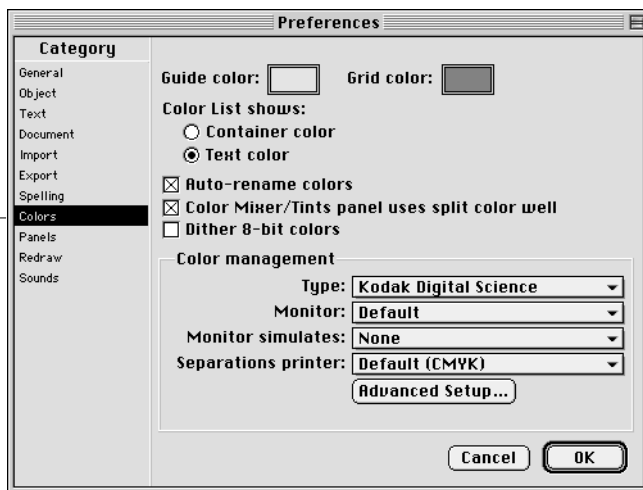 Preferences
Category
General
Object
Text
Document
Import
Export
Spelling
Colors
Panels
Redraw
Sounds
Guide color: Grid color:
Color List shows:
Container color
Text color
Auto-rename colors
Color Mixer/Tints panel uses split color well
Dither 8-bit colors
Color management
Type: Kodak Digital Science
Monitor: Default
Monitor simulates: None
Separations printer: Default (CMYK)
Advanced Setup...
Cancel OK